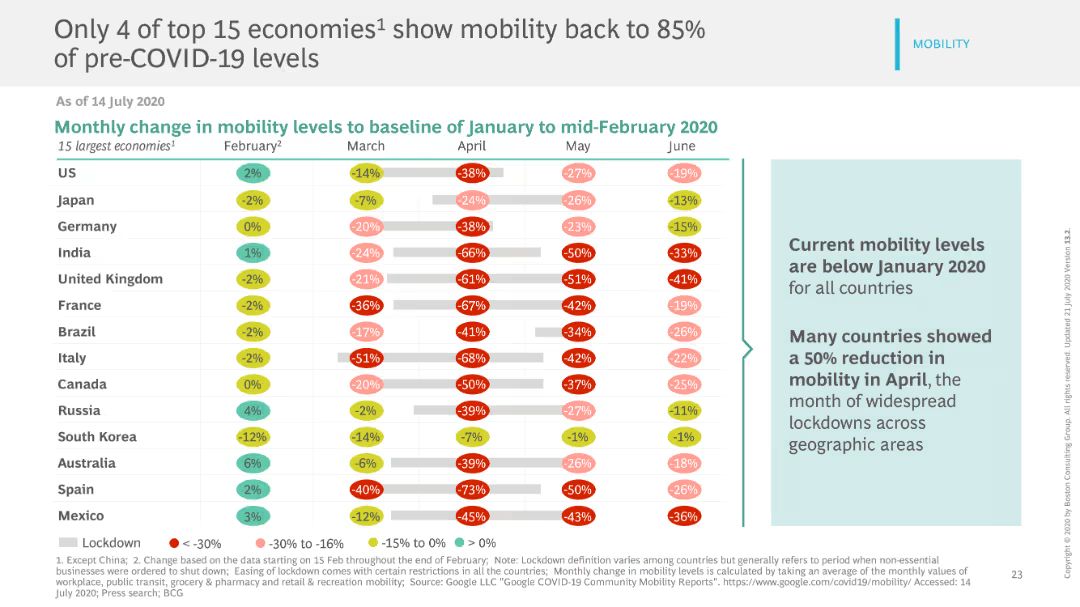 Only 4 of top 15 economies¹ show mobility back to 85%
of pre-COVID-19 levels
MOBILITY
As of 14 July 2020
Monthly change in mobility levels to baseline of January to mid-February 2020
15 largest economies¹ February² March April May June
US 2% -14% -38% -27% -19%
Japan -2% -7% -24% -26% -13%
Germany 0% -20% -38% -23% -15%
India 1% -24% -66% -50% -33%
United Kingdom -2% -21% -61% -51% -41%
France -2% -36% -67% -42% -19%
Brazil -2% -17% -41% -34% -26%
Italy -2% -51% -68% -42% -22%
Canada 0% -20% -50% -37% -25%
Russia 4% -2% -39% -27% -11%
South Korea -12% -14% -7% -1% -1%
Australia 6% -6% -39% -26% -18%
Spain 2% -40% -73% -50% -26%
Mexico 3% -12% -45% -43% -36%
Lockdown < -30% -30% to -16% -15% to 0% > 0%
Current mobility levels
are below January 2020
for all countries
Many countries showed
a 50% reduction in
mobility in April, the
month of widespread
lockdowns across
geographic areas
1. Except China; 2. Change based on the data starting on 15 Feb throughout the end of February; Note: Lockdown definition varies among countries but generally refers to period when non-essential
businesses were ordered to shut down; Easing of lockdown comes with certain restrictions in all the countries; Monthly change in mobility levels is calculated by taking an average of the monthly values of
workplace, public transit, grocery & pharmacy and retail & recreation mobility; Source: Google LLC "Google COVID-19 Community Mobility Reports". https://www.google.com/covid19/mobility/ Accessed: 14
July 2020; Press search; BCG
23
Copyright © 2020 by Boston Consulting Group. All rights reserved. Updated 21 July 2020 Version 13.2.